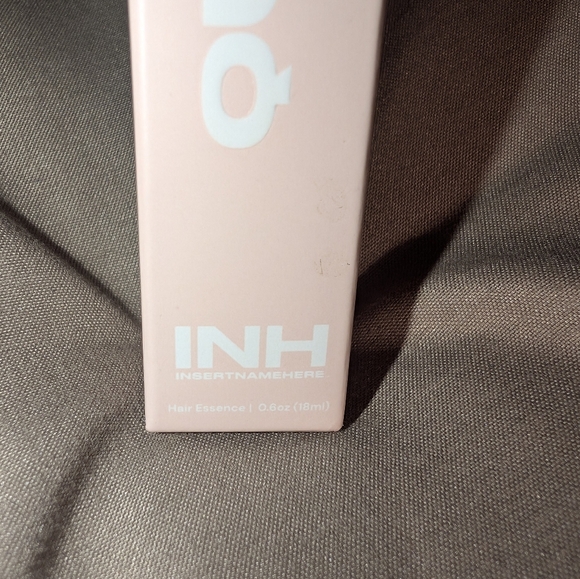 Q
INH
INSERTNAMEHERE
Hair Essence | 0.6oz (18ml)